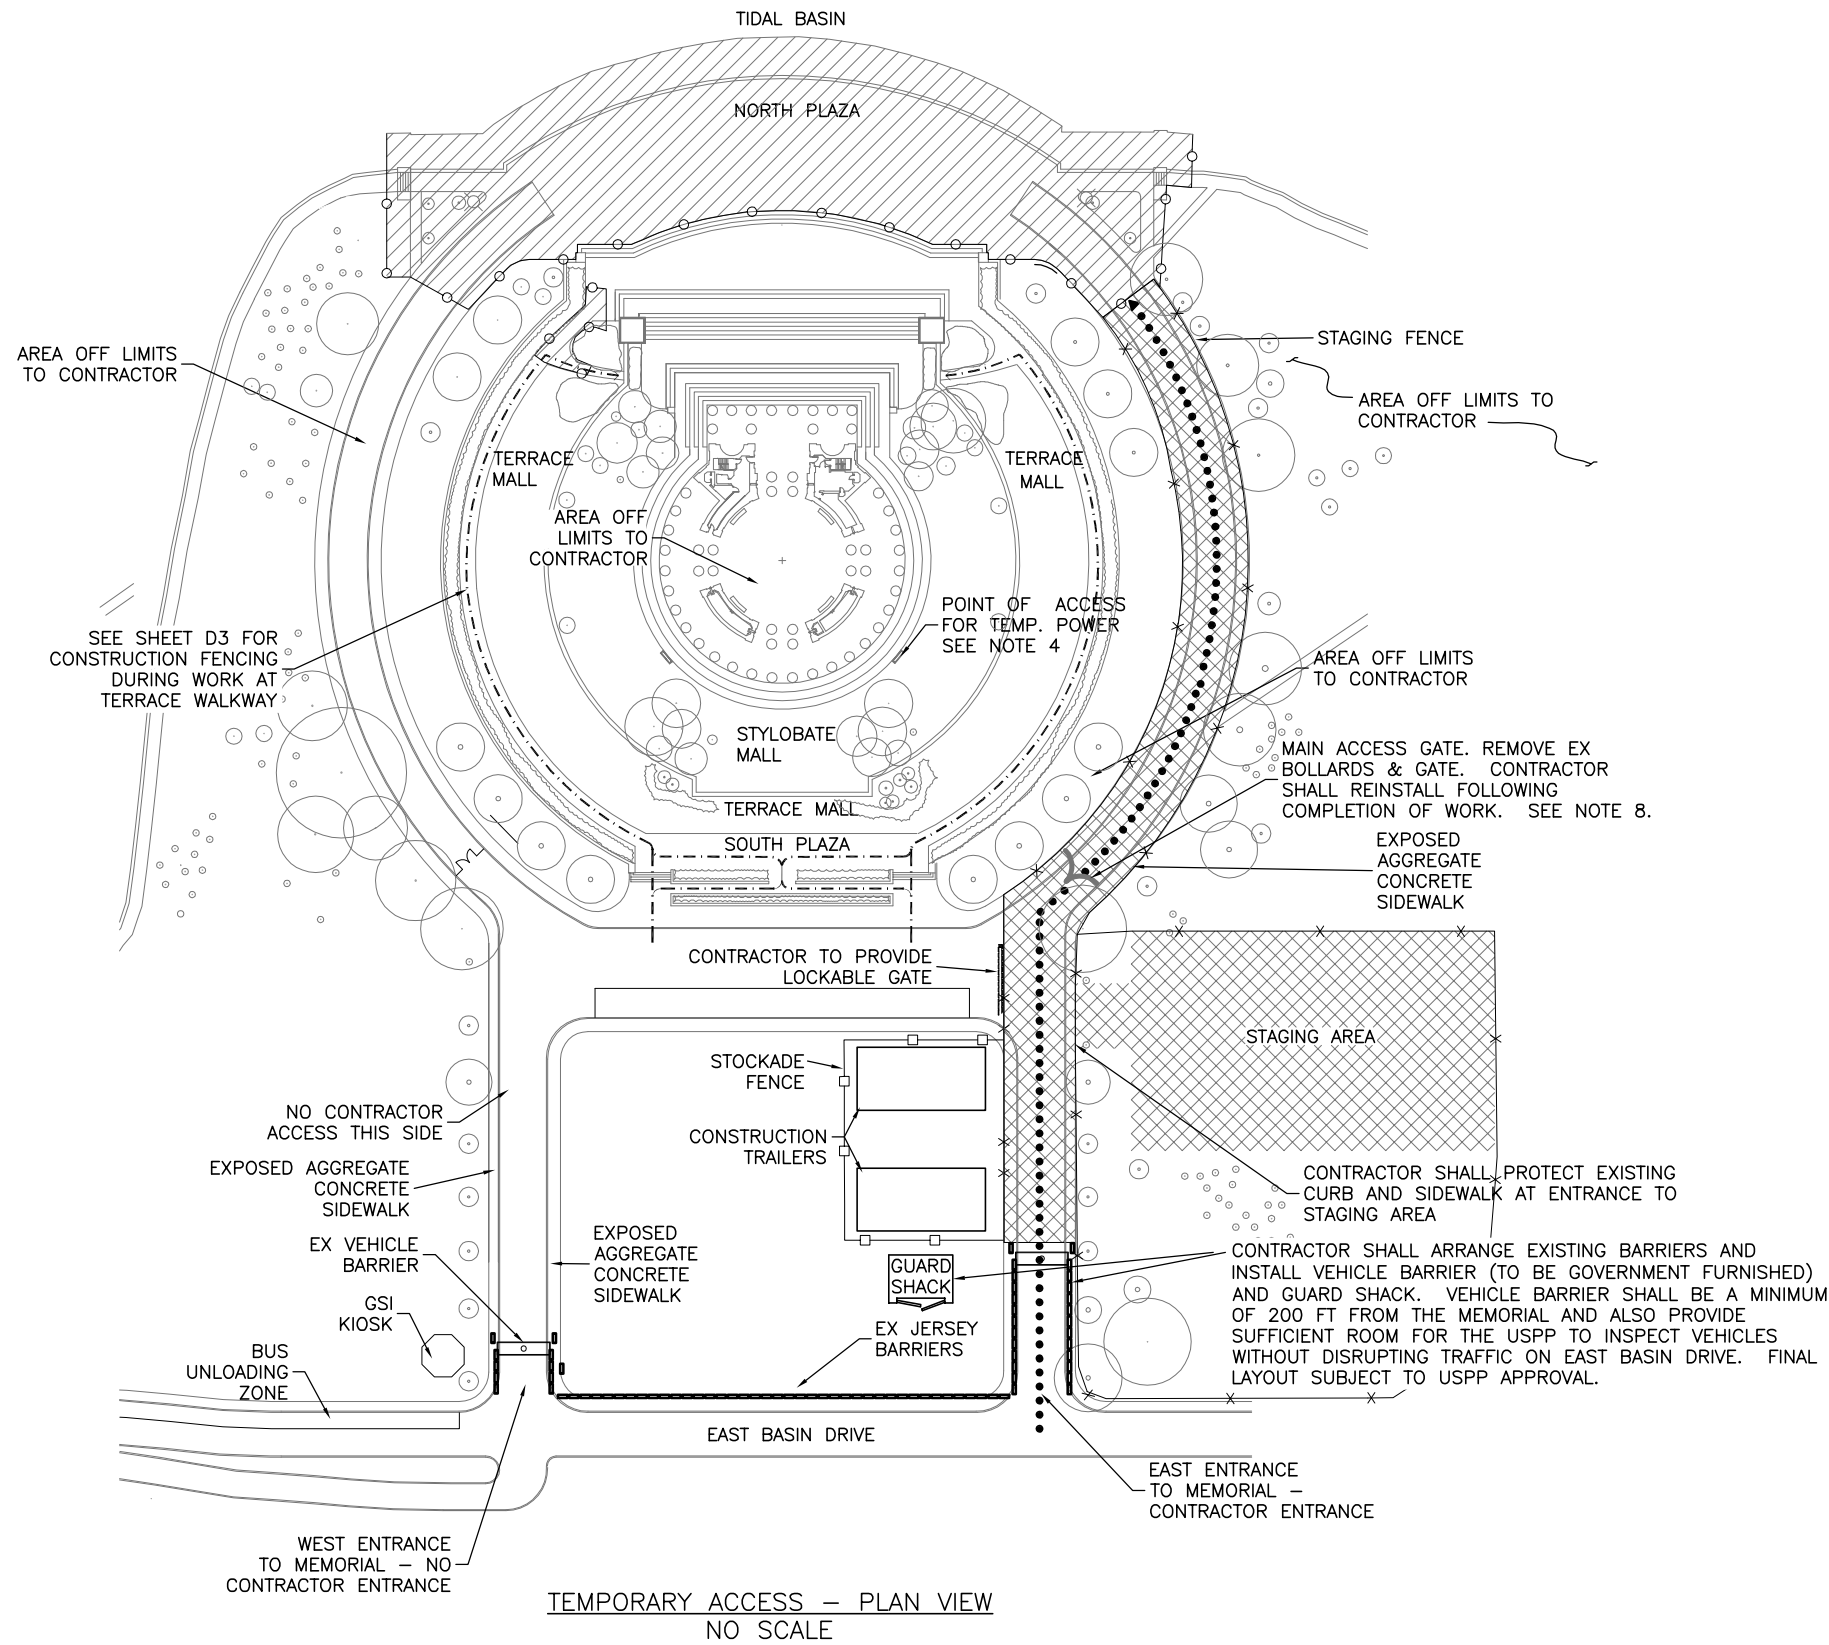 TIDAL BASIN
NORTH PLAZA
STAGING FENCE
AREA OFF LIMITS
TO CONTRACTOR
AREA OFF LIMITS TO
CONTRACTOR
TERRACE
MALL
TERRACE
MALL
AREA OFF
LIMITS TO
CONTRACTOR
POINT OF ACCESS
FOR TEMP. POWER
SEE NOTE 4
SEE SHEET D3 FOR
CONSTRUCTION FENCING
DURING WORK AT
TERRACE WALKWAY
AREA OFF LIMITS
TO CONTRACTOR
STYLOBATE
MALL
MAIN ACCESS GATE. REMOVE EX
BOLLARDS & GATE. CONTRACTOR
SHALL REINSTALL FOLLOWING
COMPLETION OF WORK. SEE NOTE 8.
TERRACE MALL
SOUTH PLAZA
EXPOSED
AGGREGATE
CONCRETE
SIDEWALK
CONTRACTOR TO PROVIDE
LOCKABLE GATE
STAGING AREA
STOCKADE
FENCE
NO CONTRACTOR
ACCESS THIS SIDE
CONSTRUCTION
TRAILERS
EXPOSED AGGREGATE
CONCRETE
SIDEWALK
CONTRACTOR SHALL PROTECT EXISTING
CURB AND SIDEWALK AT ENTRANCE TO
STAGING AREA
EX VEHICLE
BARRIER
EXPOSED
AGGREGATE
CONCRETE
SIDEWALK
GUARD
SHACK
CONTRACTOR SHALL ARRANGE EXISTING BARRIERS AND
INSTALL VEHICLE BARRIER (TO BE GOVERNMENT FURNISHED)
AND GUARD SHACK. VEHICLE BARRIER SHALL BE A MINIMUM
OF 200 FT FROM THE MEMORIAL AND ALSO PROVIDE
SUFFICIENT ROOM FOR THE USPP TO INSPECT VEHICLES
WITHOUT DISRUPTING TRAFFIC ON EAST BASIN DRIVE. FINAL
LAYOUT SUBJECT TO USPP APPROVAL.
GSI
KIOSK
EX JERSEY
BARRIERS
BUS
UNLOADING
ZONE
EAST BASIN DRIVE
EAST ENTRANCE
TO MEMORIAL –
CONTRACTOR ENTRANCE
WEST ENTRANCE
TO MEMORIAL – NO
CONTRACTOR ENTRANCE
TEMPORARY ACCESS – PLAN VIEW
NO SCALE